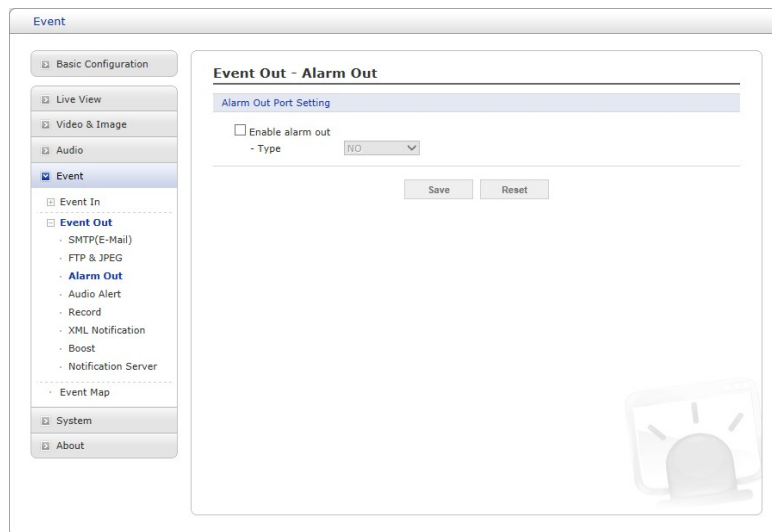 Event
Basic Configuration
Live View
Video & Image
Audio
Event
Event In
Event Out
· SMTP(E-Mail)
· FTP & JPEG
· Alarm Out
· Audio Alert
· Record
· XML Notification
· Boost
· Notification Server
· Event Map
System
About
Event Out - Alarm Out
Alarm Out Port Setting
Enable alarm out
- Type NO
Save Reset